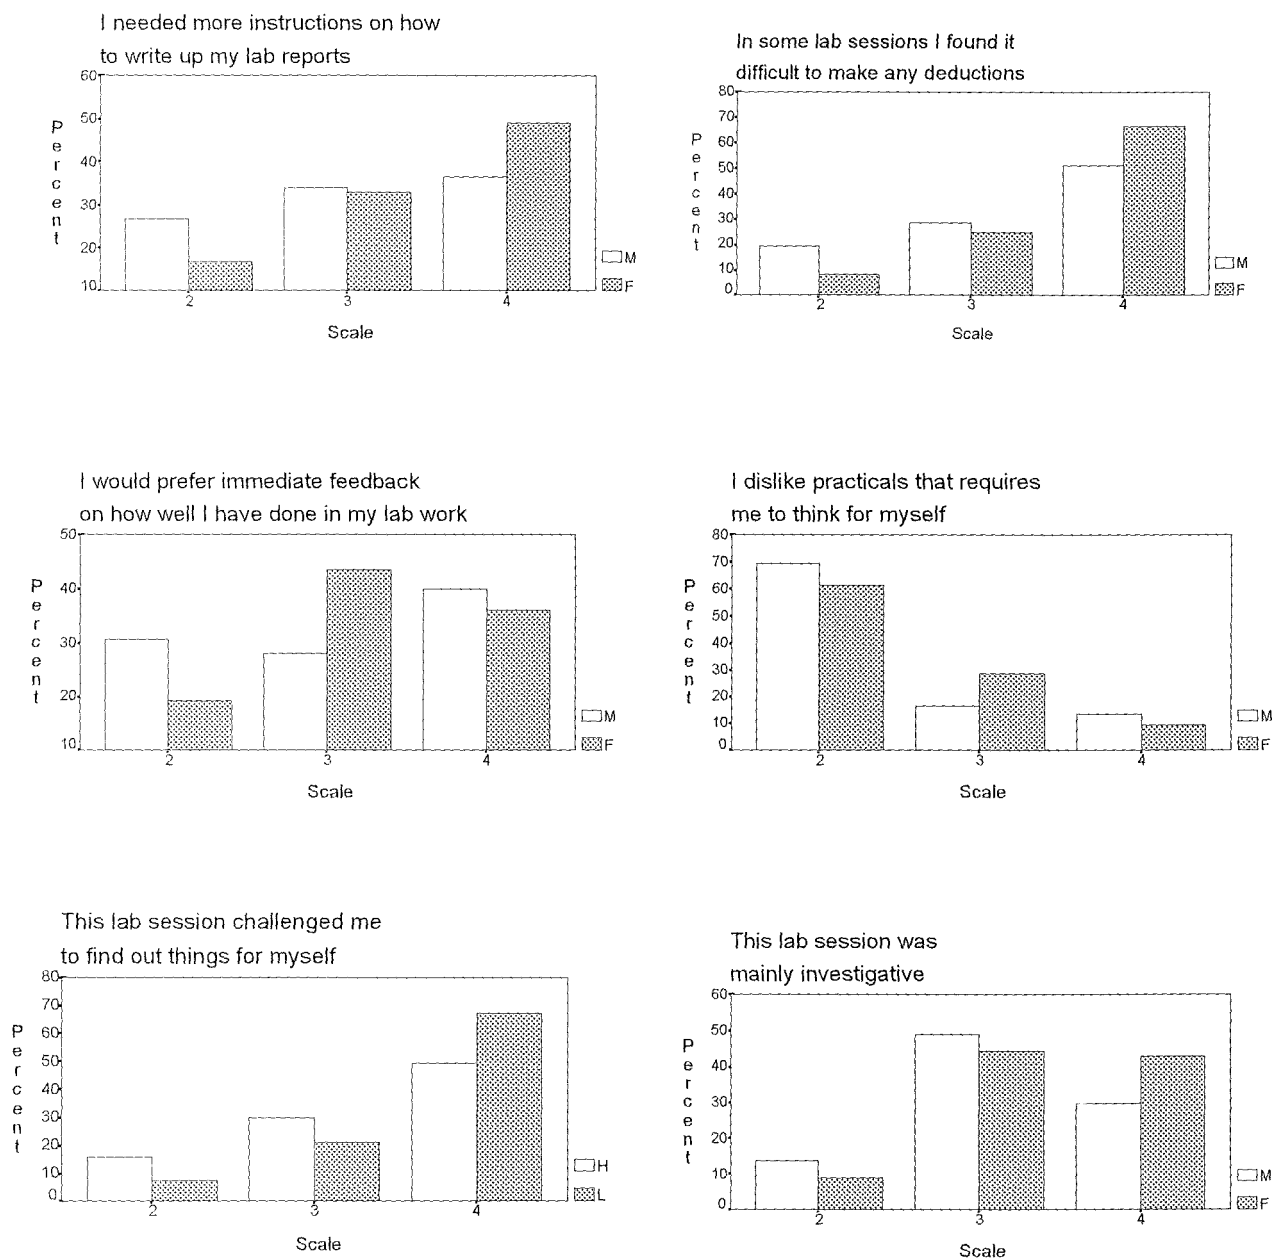 I needed more instructions on how
to write up my lab reports
60
50
40
30
20
10
Percent
2 3 4
Scale
M
F
In some lab sessions I found it
difficult to make any deductions
80
70
60
50
40
30
20
10
0
Percent
2 3 4
Scale
M
F
I would prefer immediate feedback
on how well I have done in my lab work
50
40
30
20
10
Percent
2 3 4
Scale
M
F
I dislike practicals that requires
me to think for myself
80
70
60
50
40
30
20
10
0
Percent
2 3 4
Scale
M
F
This lab session challenged me
to find out things for myself
80
70
60
50
40
30
20
10
0
Percent
2 3 4
Scale
H
L
This lab session was
mainly investigative
60
50
40
30
20
10
0
Percent
2 3 4
Scale
M
F